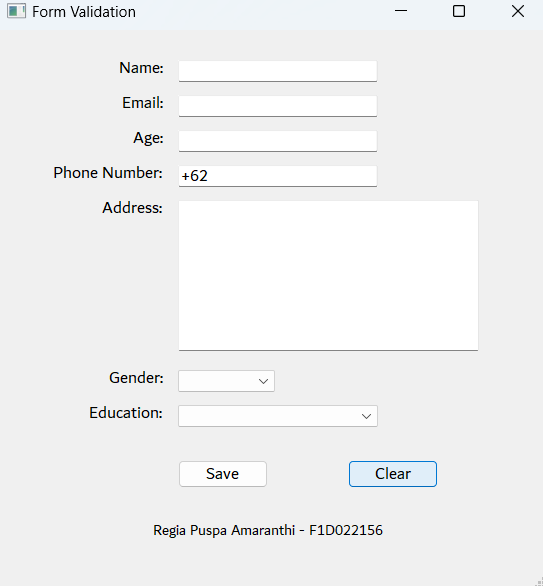 Form Validation
Name:
Email:
Age:
Phone Number: +62
Address:
Gender:
Education:
Save Clear
Regia Puspa Amaranthi - F1D022156